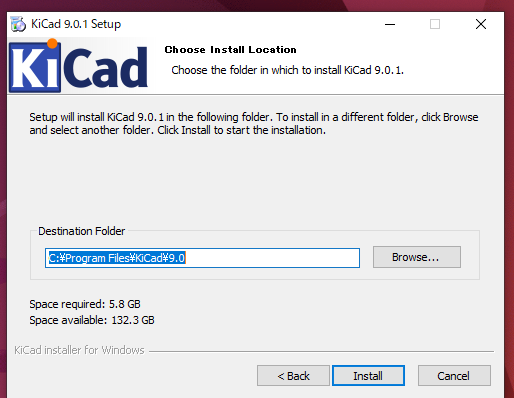 KiCad 9.0.1 Setup
KiCad
Choose Install Location
Choose the folder in which to install KiCad 9.0.1.
Setup will install KiCad 9.0.1 in the following folder. To install in a different folder, click Browse
and select another folder. Click Install to start the installation.
Destination Folder
C:¥Program Files¥KiCad¥9.0
Browse...
Space required: 5.8 GB
Space available: 132.3 GB
KiCad installer for Windows
< Back
Install
Cancel